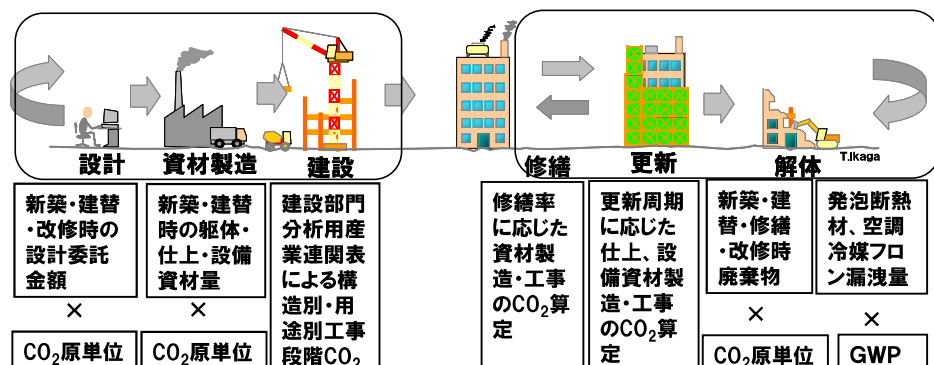 設計
資材製造
建設
修繕
更新
解体
T.Ikaga
新築・建替
・改修時の
設計委託
金額
×
CO₂原単位
新築・建替
時の躯体・
仕上・設備
資材量
×
CO₂原単位
建設部門
分析用産
業連関表
による構
造別・用
途別工事
段階CO₂
修繕率
に応じた
資材製
造・工事
のCO₂算
定
更新周期
に応じた
仕上、設
備資材製
造・工事
のCO₂算
定
新築・建
替・修繕
・改修時
廃棄物
×
CO₂原単位
発泡断熱
材、空調
冷媒フロ
ン漏洩量
×
GWP